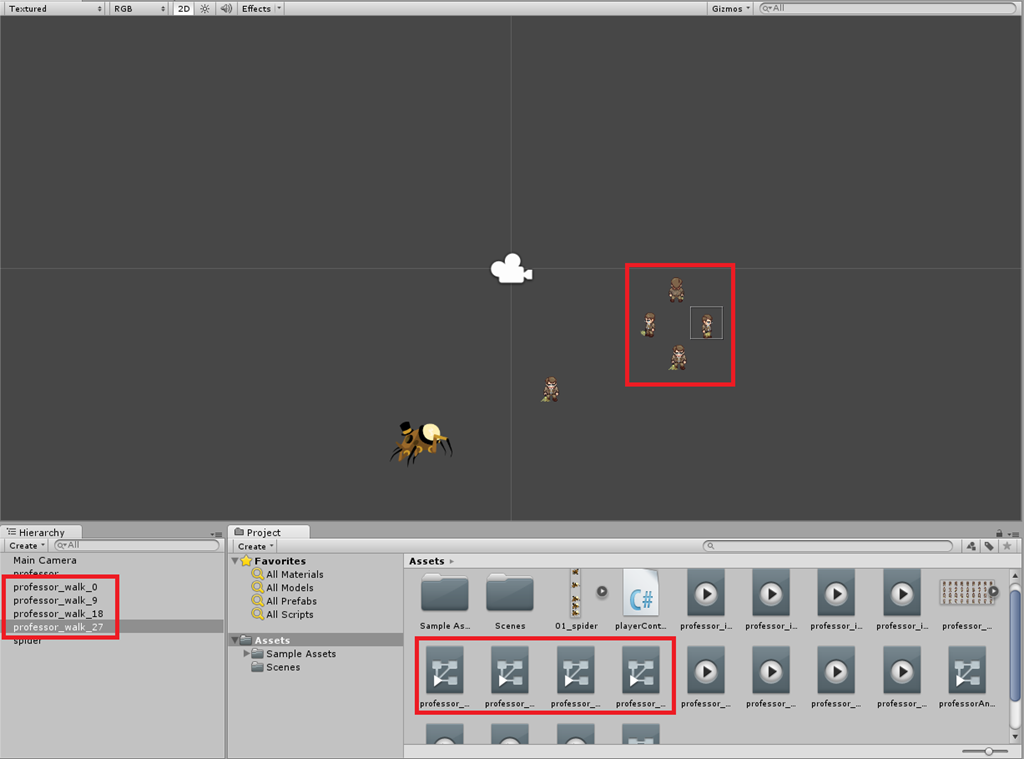 Textured RGB 2D Effects Gizmos All
Hierarchy Project
Create All Create
Main Camera Favorites Assets
professor All Materials
professor_walk_0 All Models
professor_walk_9 All Prefabs
professor_walk_18 All Scripts
professor_walk_27
spider
Sample As... Scenes 01_spider playerCont... professor_i... professor_i... professor_i... professor_i... professor_...
Assets
Sample Assets
Scenes
professor_... professor_... professor_... professor_... professor_... professor_... professor_... professor_... professorAn...